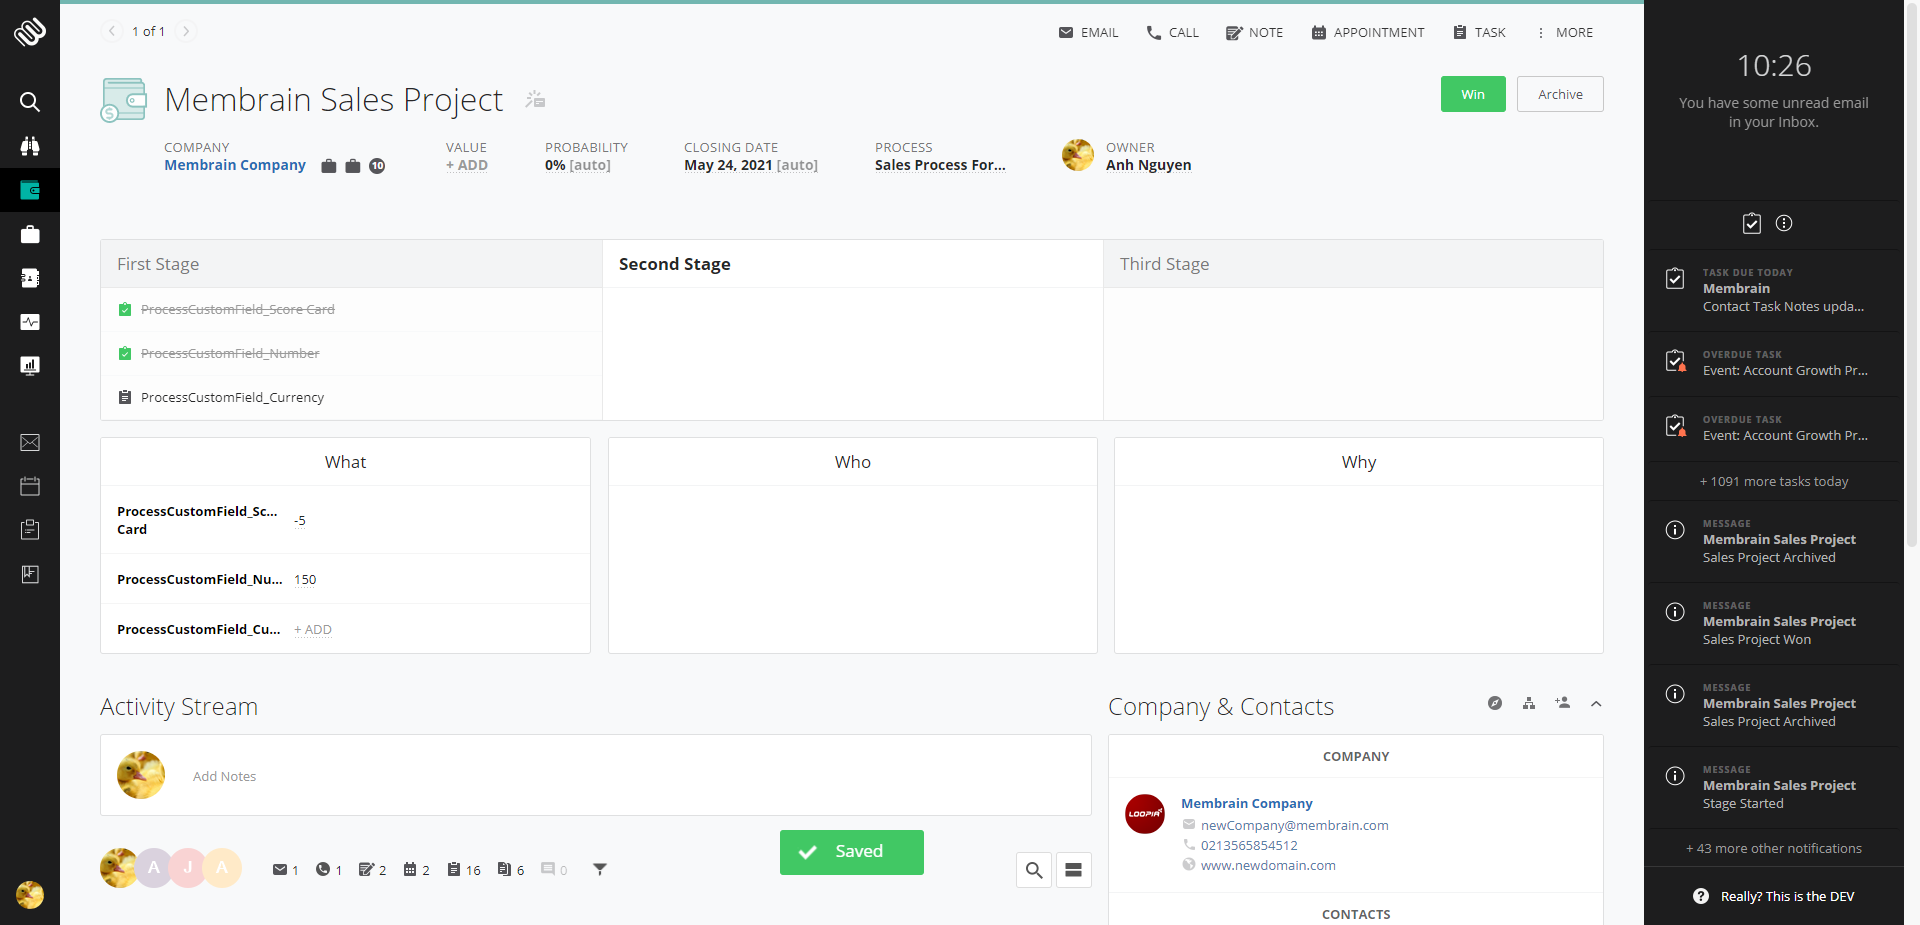 1 of 1
EMAIL
CALL
NOTE
APPOINTMENT
TASK
MORE
Membrain Sales Project
Win
Archive
COMPANY
Membrain Company
10
VALUE
+ ADD
PROBABILITY
0% [auto]
CLOSING DATE
May 24, 2021 [auto]
PROCESS
Sales Process For...
OWNER
Anh Nguyen
First Stage
Second Stage
Third Stage
ProcessCustomField_Score Card
ProcessCustomField_Number
ProcessCustomField_Currency
What
Who
Why
ProcessCustomField_Sc...
Card
-5
ProcessCustomField_Nu...
150
ProcessCustomField_Cu...
+ ADD
Activity Stream
Add Notes
A
J
A
1
1
2
2
16
6
0
Saved
Company & Contacts
COMPANY
LOOPIA
Membrain Company
newCompany@membrain.com
0213565854512
www.newdomain.com
CONTACTS
10:26
You have some unread email
in your Inbox.
TASK DUE TODAY
Membrain
Contact Task Notes upda...
OVERDUE TASK
Event: Account Growth Pr...
OVERDUE TASK
Event: Account Growth Pr...
+ 1091 more tasks today
MESSAGE
Membrain Sales Project
Sales Project Archived
MESSAGE
Membrain Sales Project
Sales Project Won
MESSAGE
Membrain Sales Project
Sales Project Archived
MESSAGE
Membrain Sales Project
Stage Started
+ 43 more other notifications
Really? This is the DEV